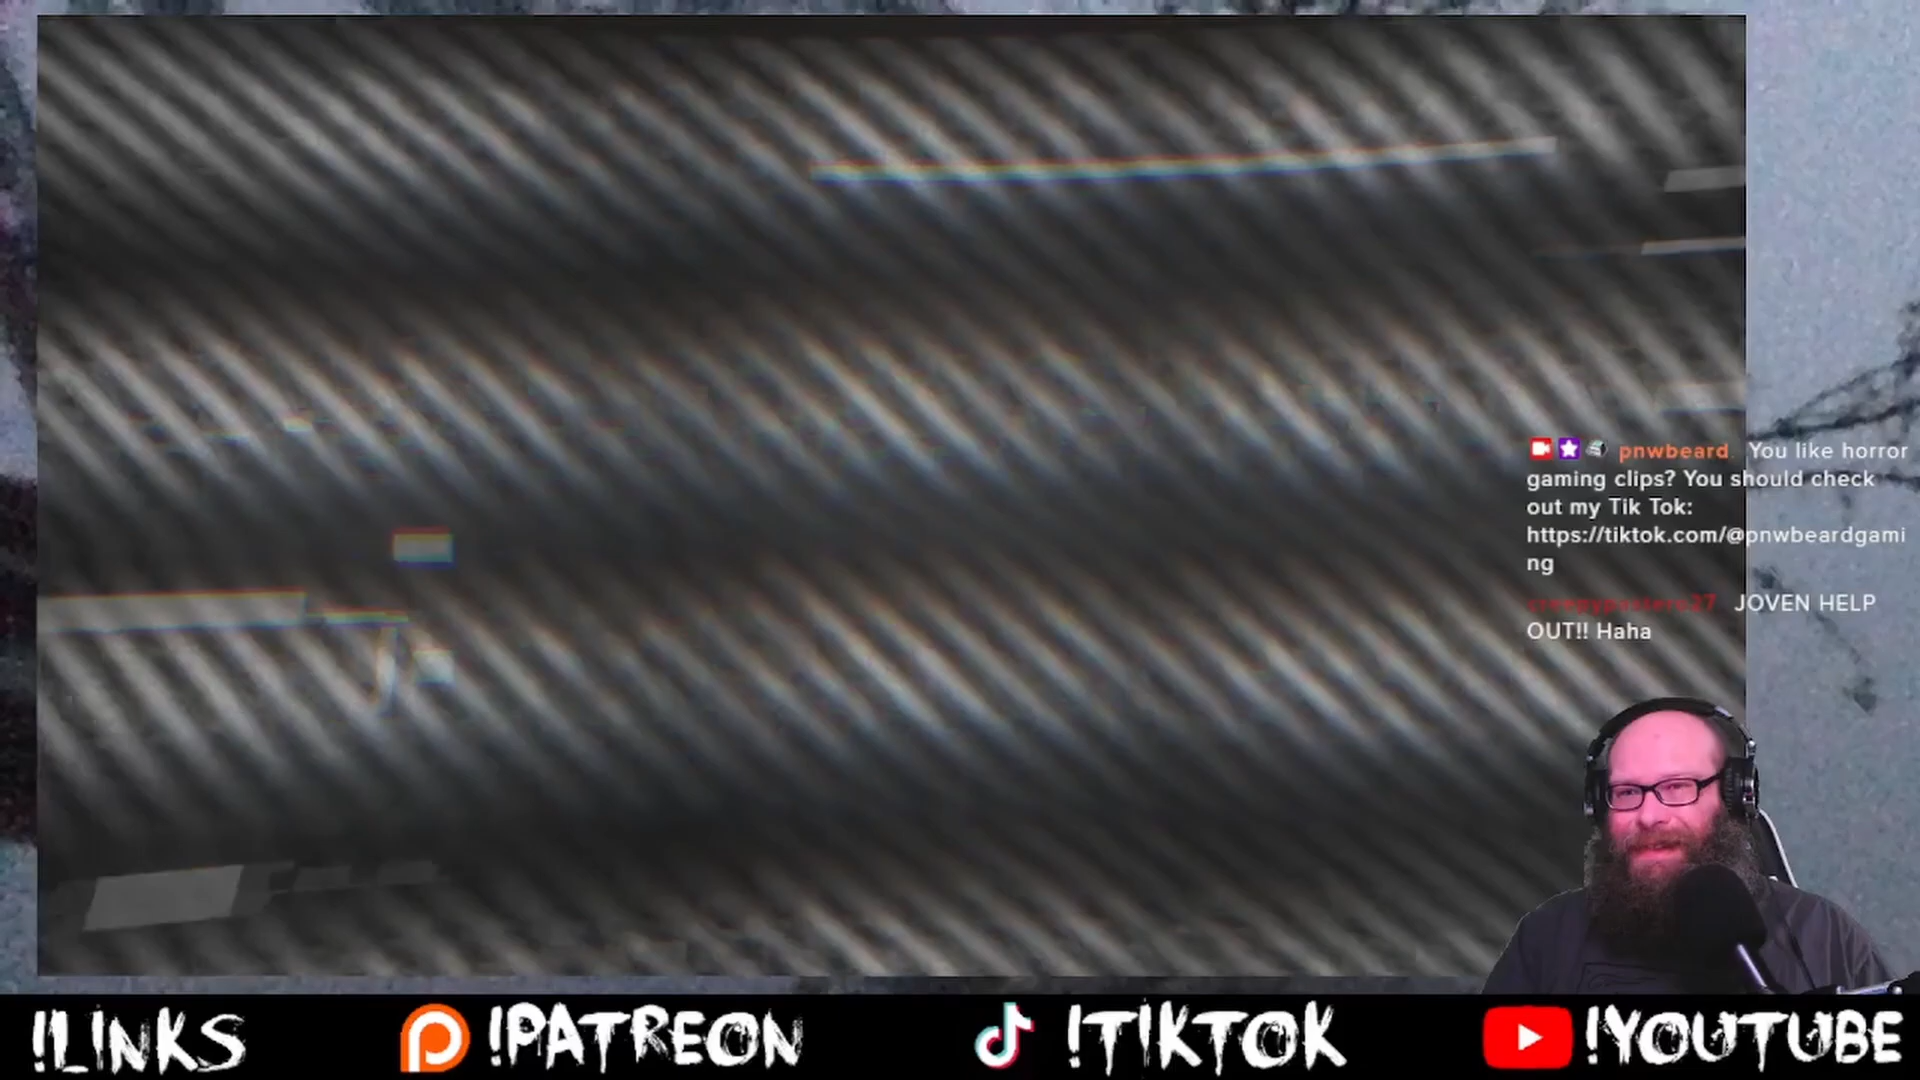 pnwbeard You like horror
gaming clips? You should check
out my Tik Tok:
https://tiktok.com/@pnwbeardgami
ng
JOVEN HELP
OUT!! Haha
!LINKS
!PATREON
!TIKTOK
!YOUTUBE